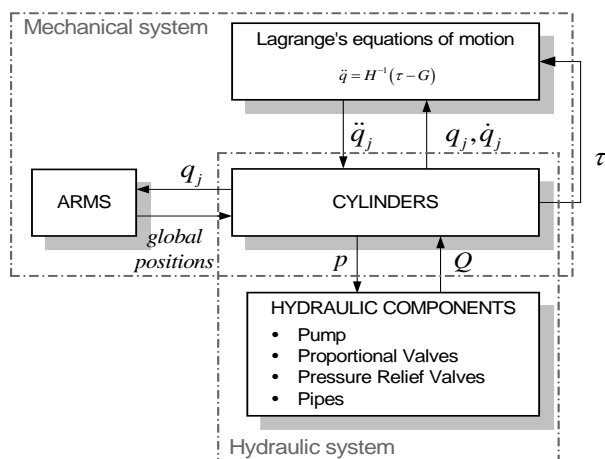 Mechanical system
Lagrange's equations of motion
q̈ = H⁻¹(τ − G)
q̈ⱼ
qⱼ, q̇ⱼ
τ
qⱼ
ARMS
CYLINDERS
global
positions
p
Q
HYDRAULIC COMPONENTS
• Pump
• Proportional Valves
• Pressure Relief Valves
• Pipes
Hydraulic system